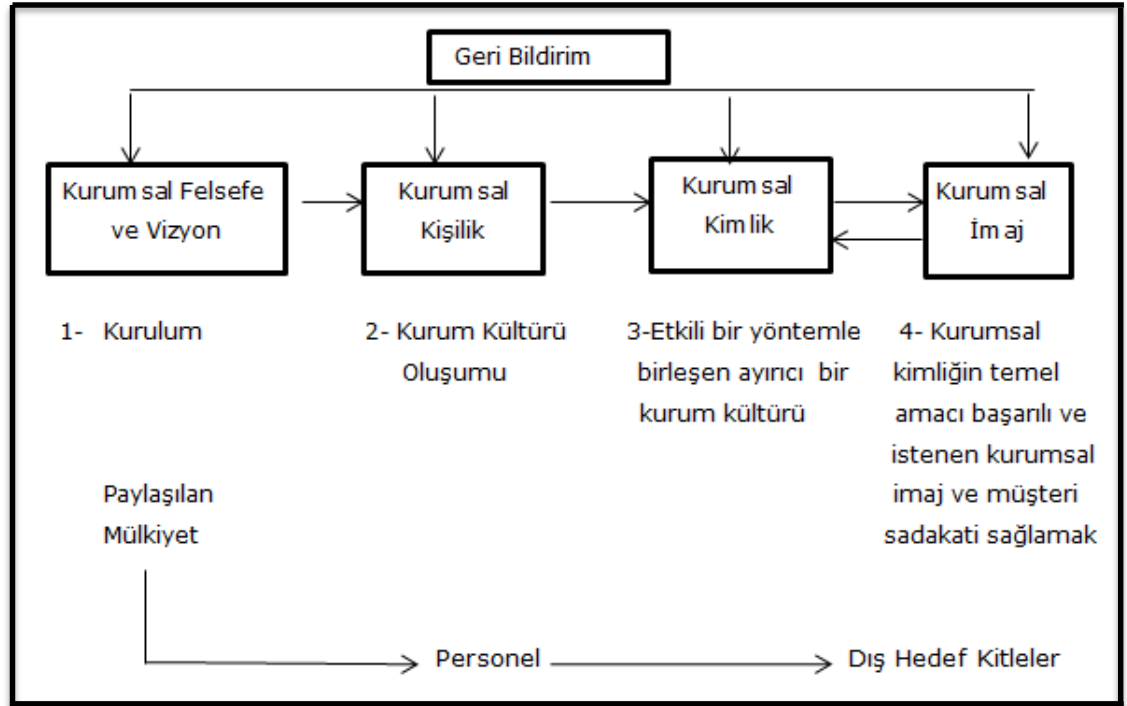 Geri Bildirim
Kurumsal Felsefe
ve Vizyon
Kurumsal
Kişilik
Kurumsal
Kimlik
Kurumsal
İmaj
1- Kurulum
2- Kurum Kültürü
Oluşumu
3-Etkili bir yöntemle
birleşen ayırıcı bir
kurum kültürü
4- Kurumsal
kimliğin temel
amacı başarılı ve
istenen kurumsal
imaj ve müşteri
sadakati sağlamak
Paylaşılan
Mülkiyet
Personel
Dış Hedef Kitleler